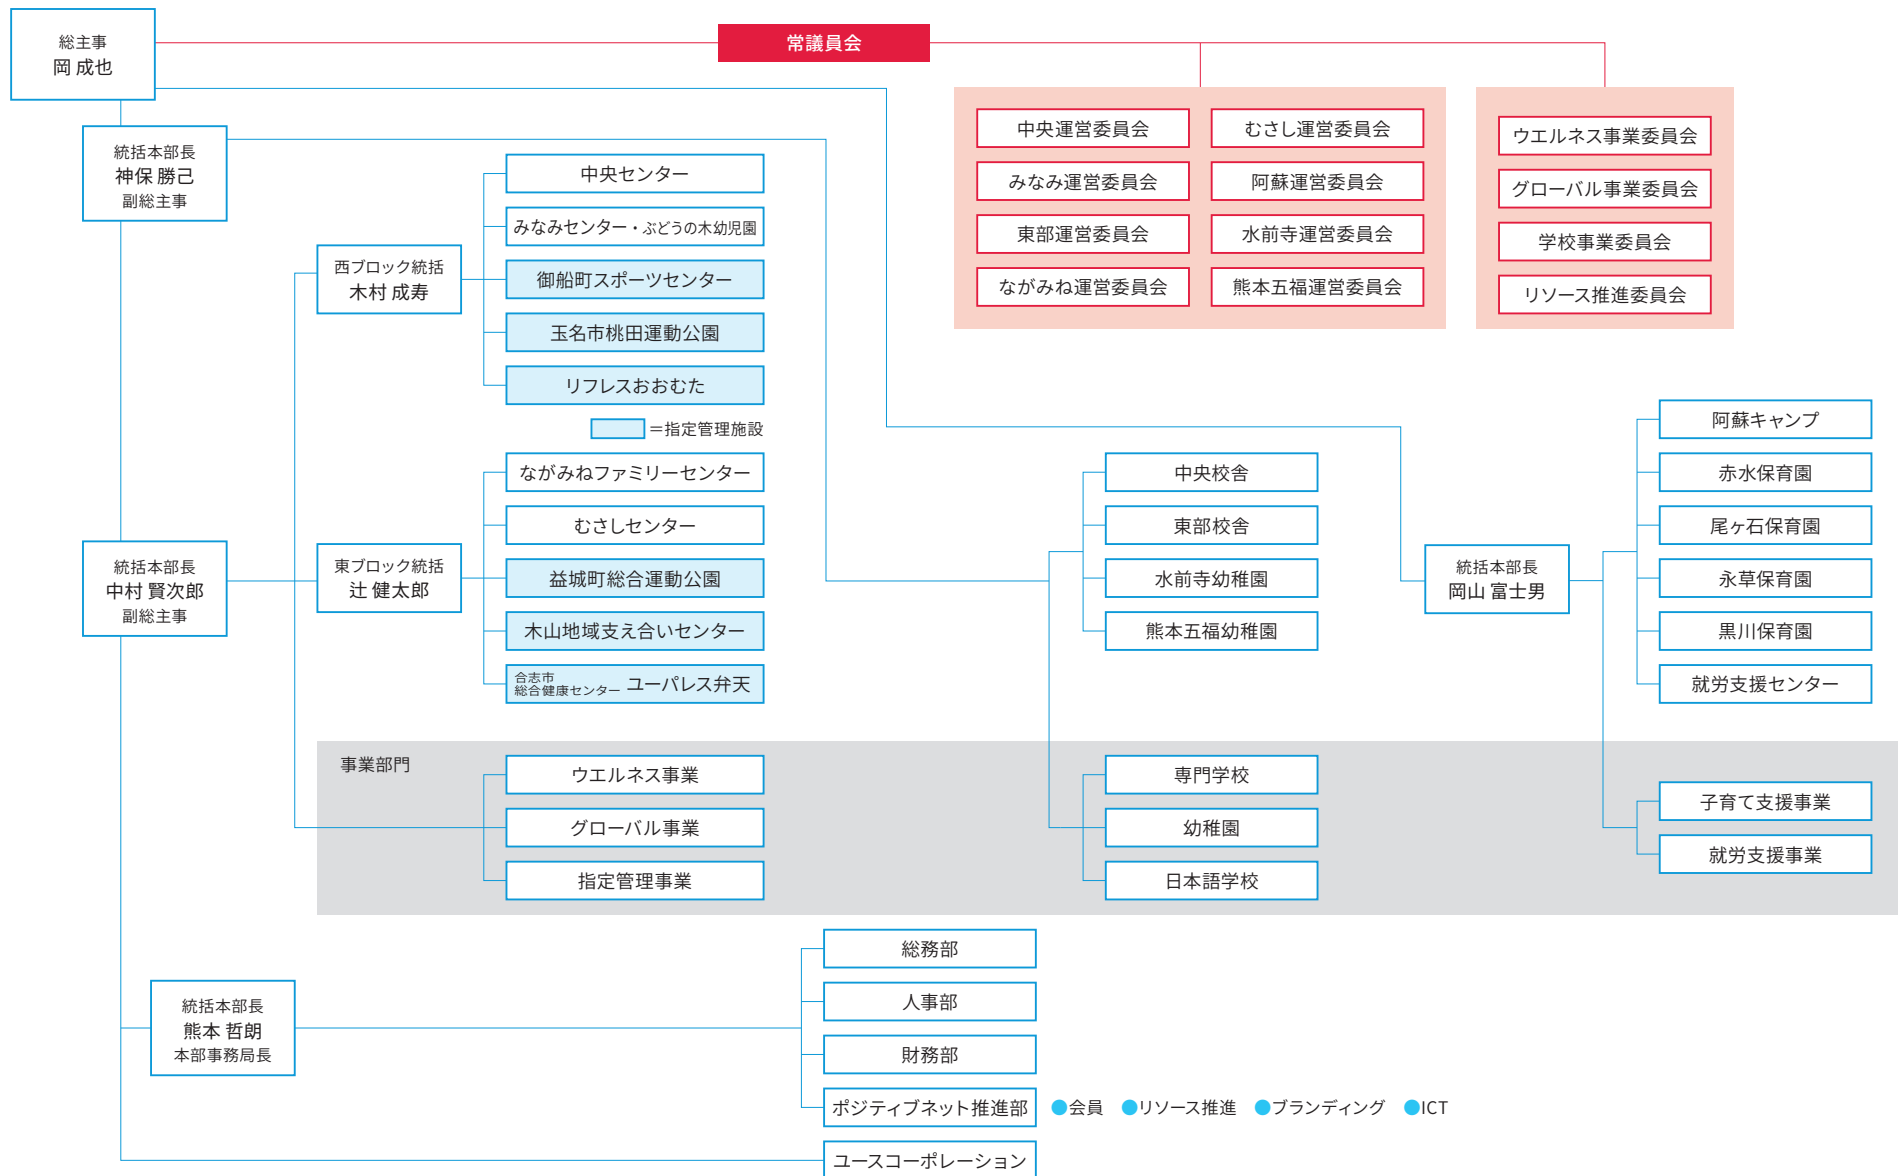 総主事
岡 成也
常議員会
統括本部長
神保 勝己
副総主事
中央運営委員会
むさし運営委員会
みなみ運営委員会
阿蘇運営委員会
東部運営委員会
水前寺運営委員会
ながみね運営委員会
熊本五福運営委員会
ウエルネス事業委員会
グローバル事業委員会
学校事業委員会
リソース推進委員会
西ブロック統括
木村 成寿
中央センター
みなみセンター・ぶどうの木幼児園
御船町スポーツセンター
玉名市桃田運動公園
リフレスおおむた
=指定管理施設
統括本部長
中村 賢次郎
副総主事
東ブロック統括
辻 健太郎
ながみねファミリーセンター
むさしセンター
益城町総合運動公園
木山地域支え合いセンター
合志市
総合健康センター ユーパレス弁天
中央校舎
東部校舎
水前寺幼稚園
熊本五福幼稚園
統括本部長
岡山 富士男
阿蘇キャンプ
赤水保育園
尾ヶ石保育園
永草保育園
黒川保育園
就労支援センター
事業部門
ウエルネス事業
グローバル事業
指定管理事業
専門学校
幼稚園
日本語学校
子育て支援事業
就労支援事業
統括本部長
熊本 哲朗
本部事務局長
総務部
人事部
財務部
ポジティブネット推進部 ●会員 ●リソース推進 ●ブランディング ●ICT
ユースコーポレーション